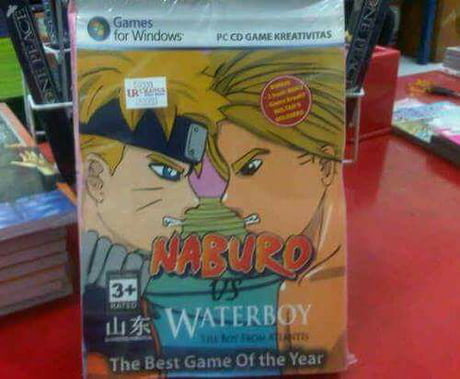 Games
for Windows
PC CD GAME KREATIVITAS
NABURO
VS
WATERBOY
THE BOY FROM ATLANTIS
3+
RATED
山东
The Best Game Of the Year